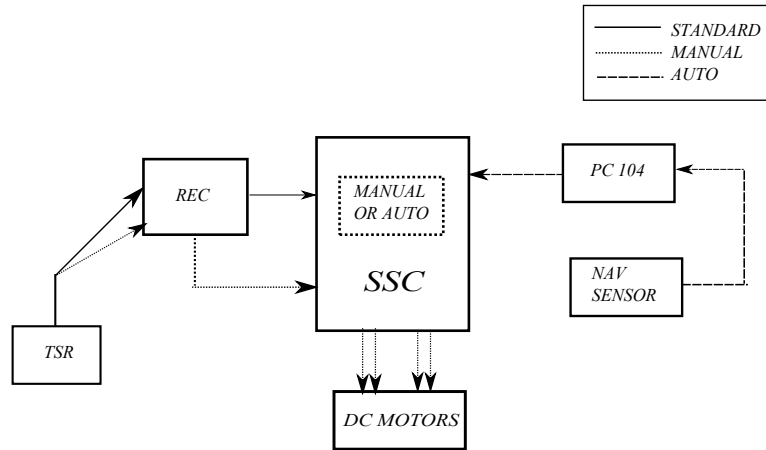 STANDARD
MANUAL
AUTO
REC
MANUAL
OR AUTO
SSC
PC 104
NAV
SENSOR
TSR
DC MOTORS